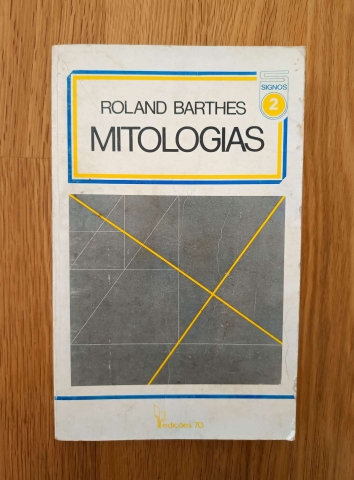 ROLAND BARTHES
MITOLOGIAS
SIGNOS
2
edições 70